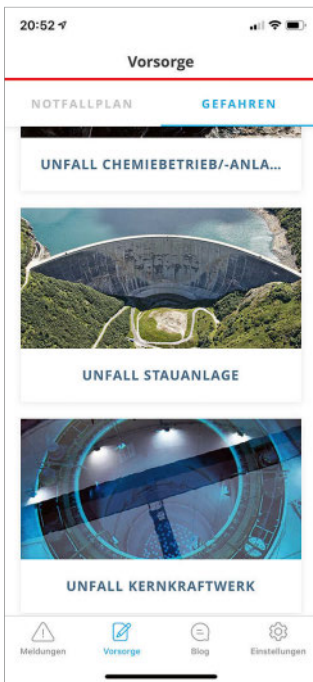 20:52
Vorsorge
NOTFALLPLAN GEFAHREN
UNFALL CHEMIEBETRIEB/-ANLA...
UNFALL STAUANLAGE
UNFALL KERNKRAFTWERK
Meldungen Vorsorge Blog Einstellungen